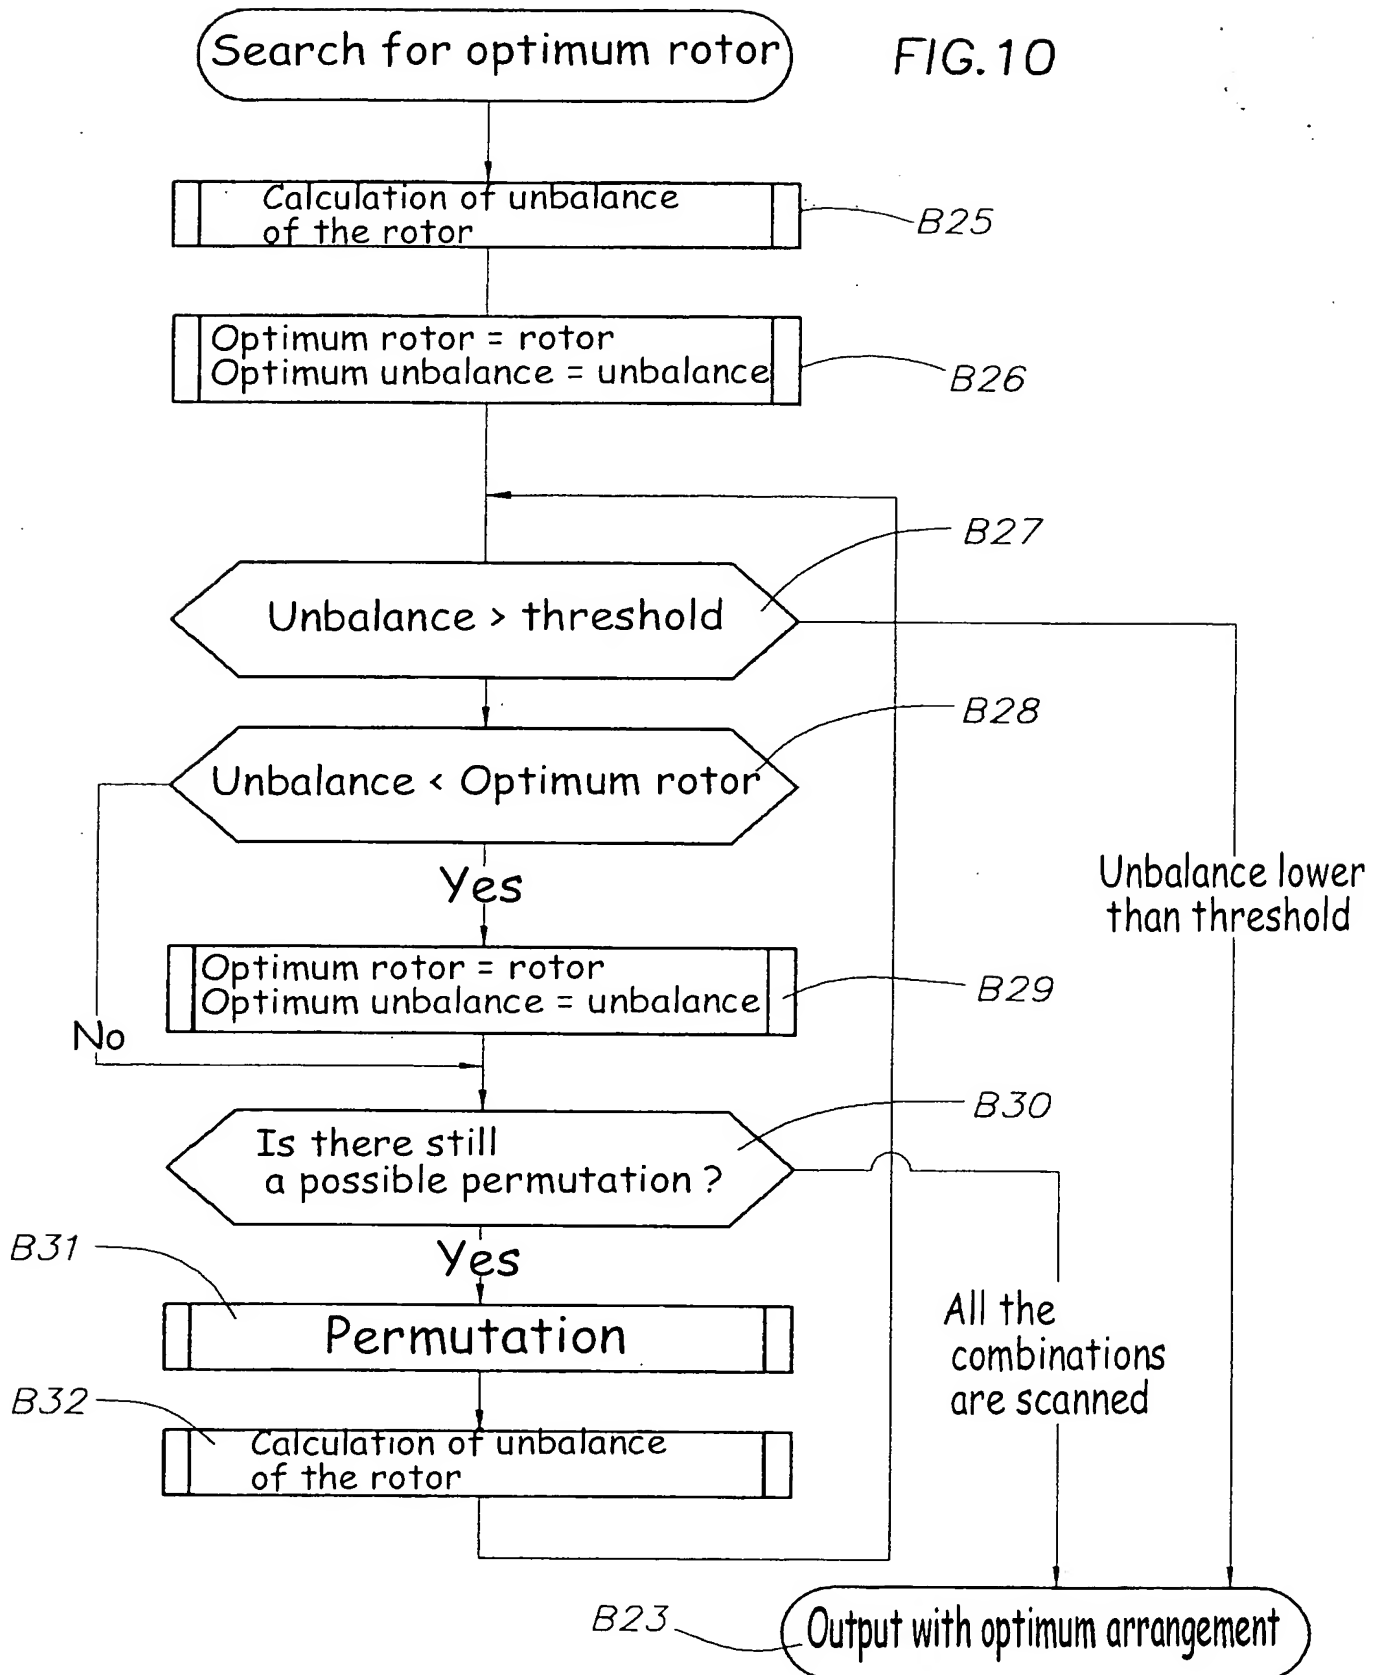 Search for optimum rotor
FIG.10
Calculation of unbalance
of the rotor
B25
Optimum rotor = rotor
Optimum unbalance = unbalance
B26
B27
Unbalance > threshold
B28
Unbalance < Optimum rotor
Yes
Unbalance lower
than threshold
Optimum rotor = rotor
Optimum unbalance = unbalance
B29
No
B30
Is there still
a possible permutation ?
B31
Yes
Permutation
All the
combinations
are scanned
B32
Calculation of unbalance
of the rotor
B23
Output with optimum arrangement